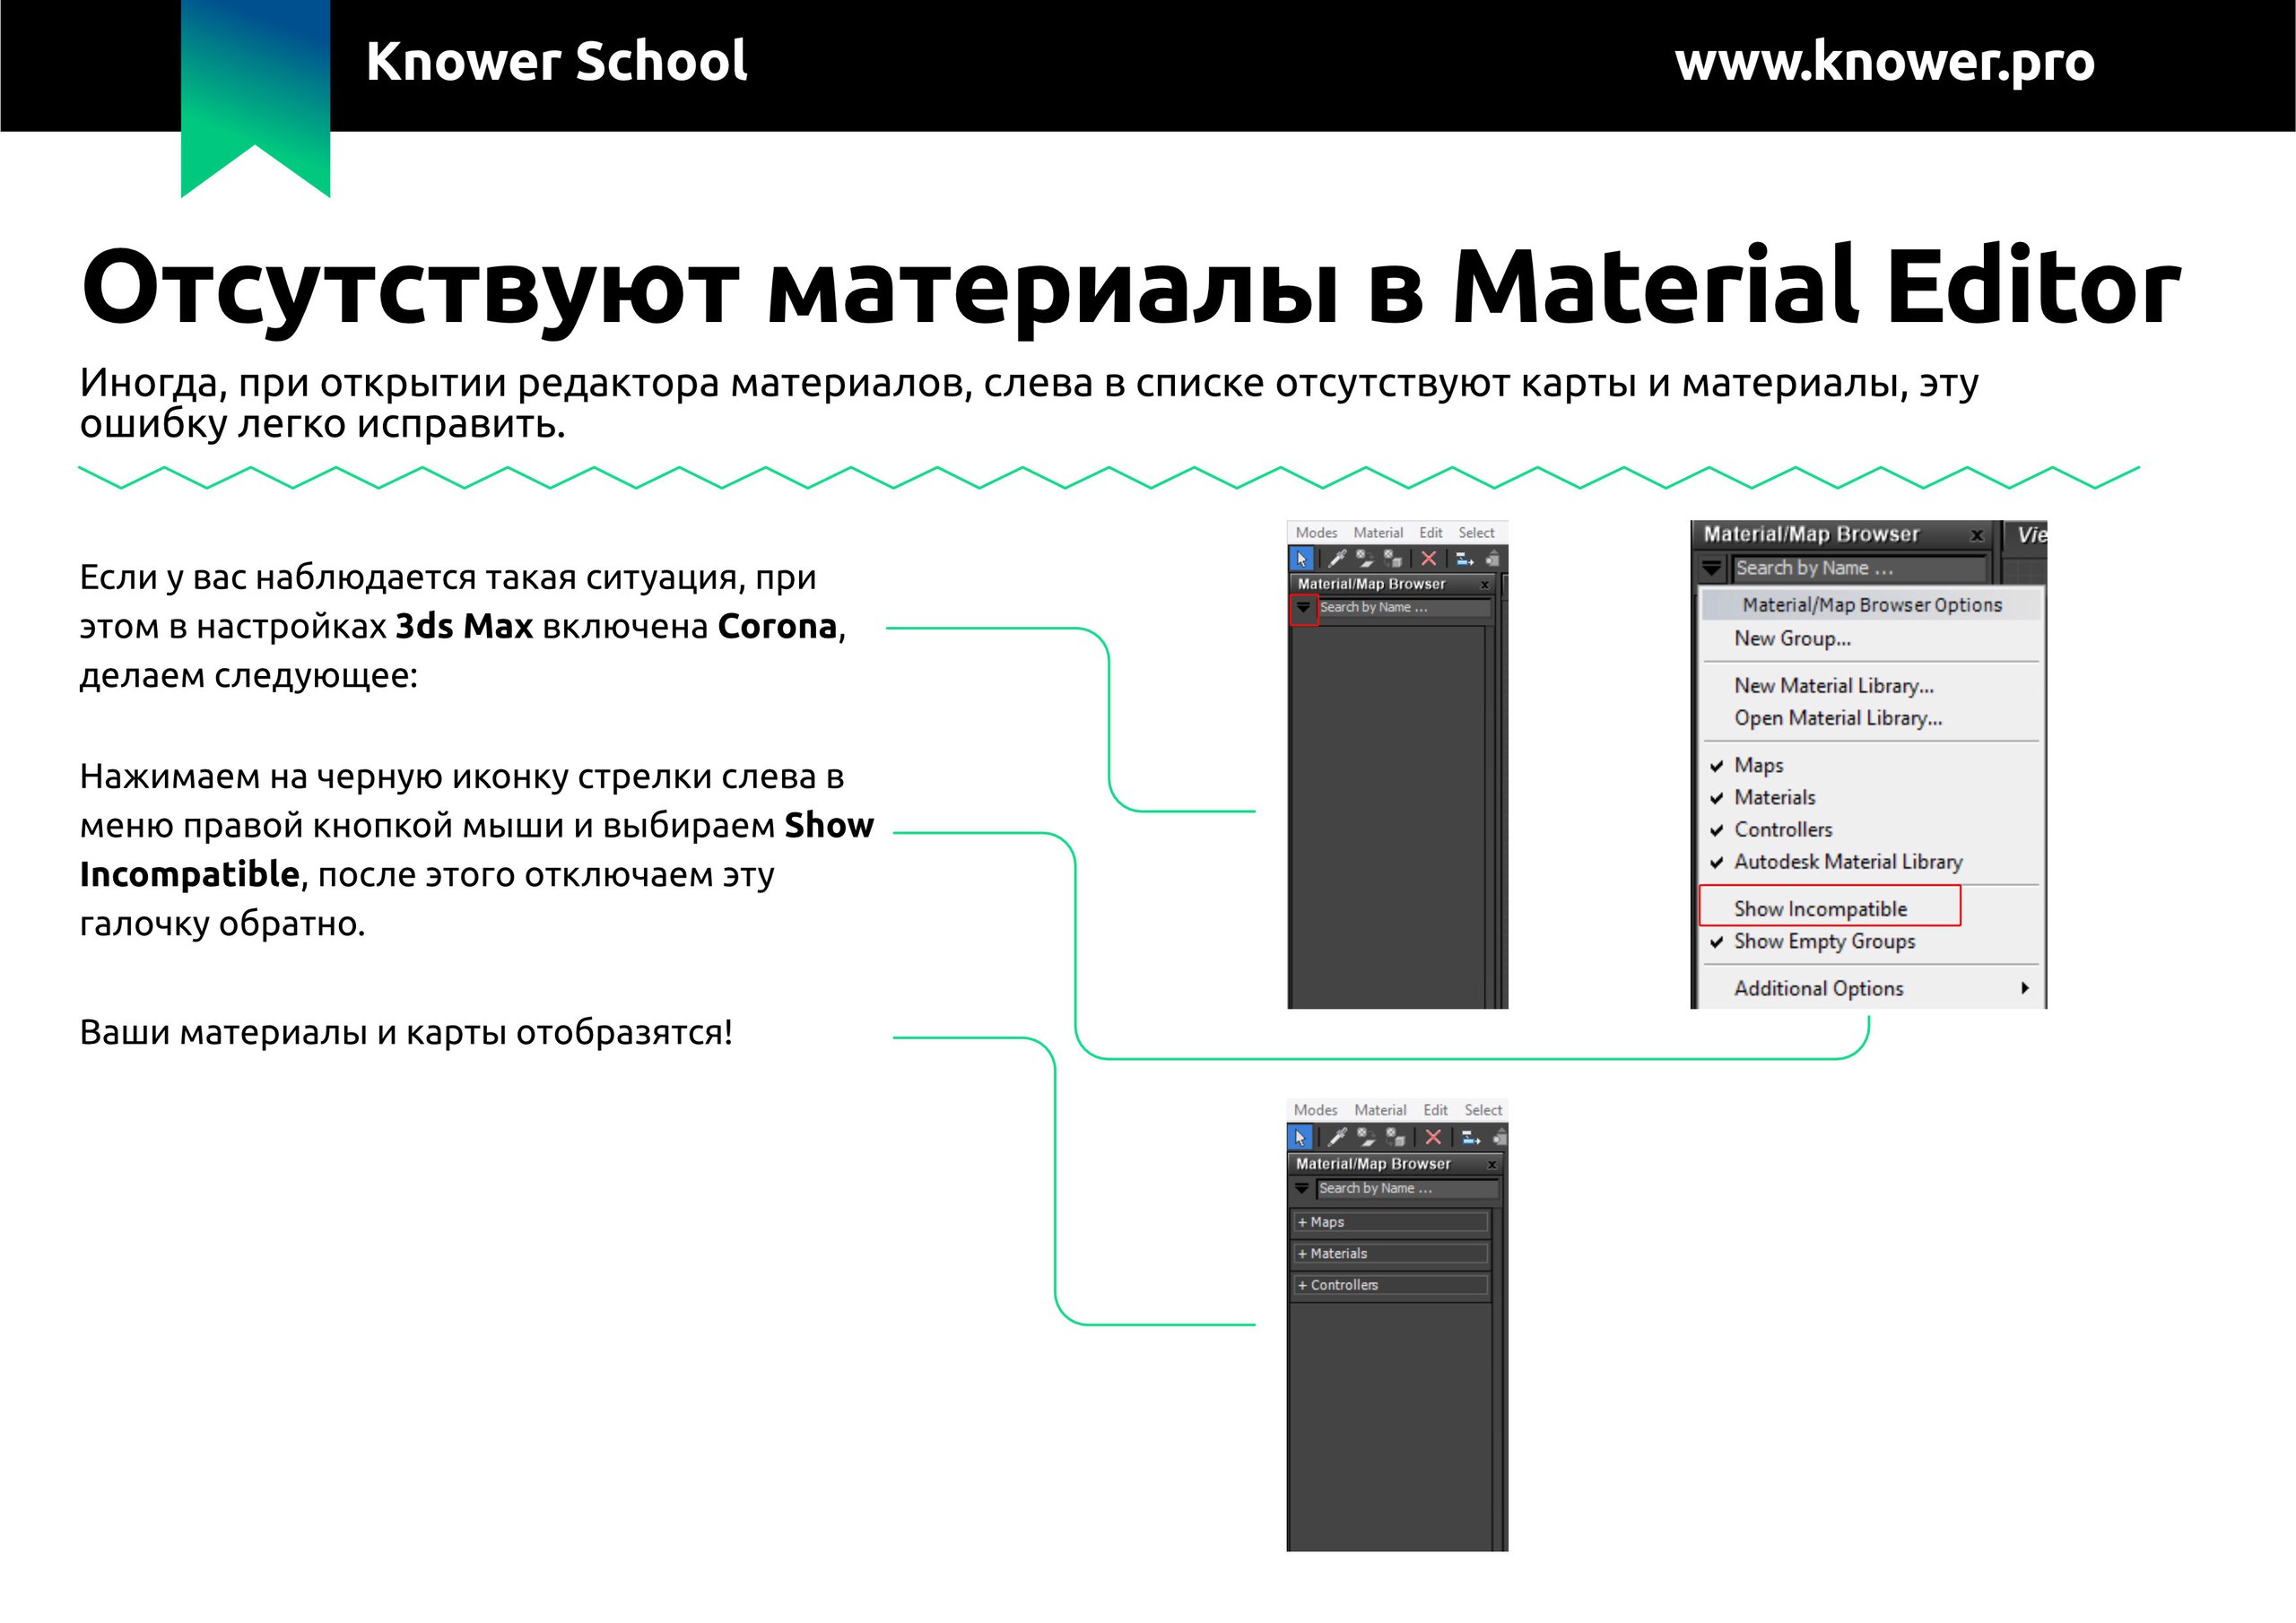 Knower School
www.knower.pro
Отсутствуют материалы в Material Editor
Иногда, при открытии редактора материалов, слева в списке отсутствуют карты и материалы, эту
ошибку легко исправить.
Если у вас наблюдается такая ситуация, при
этом в настройках 3ds Max включена Corona,
делаем следующее:
Нажимаем на черную иконку стрелки слева в
меню правой кнопкой мыши и выбираем Show
Incompatible, после этого отключаем эту
галочку обратно.
Ваши материалы и карты отобразятся!
Modes Material Edit Select
Material/Map Browser x
Search by Name ...
Material/Map Browser x
Vie
Search by Name ...
Material/Map Browser Options
New Group...
New Material Library...
Open Material Library...
Maps
Materials
Controllers
Autodesk Material Library
Show Incompatible
Show Empty Groups
Additional Options
Modes Material Edit Select
Material/Map Browser x
Search by Name ...
+ Maps
+ Materials
+ Controllers